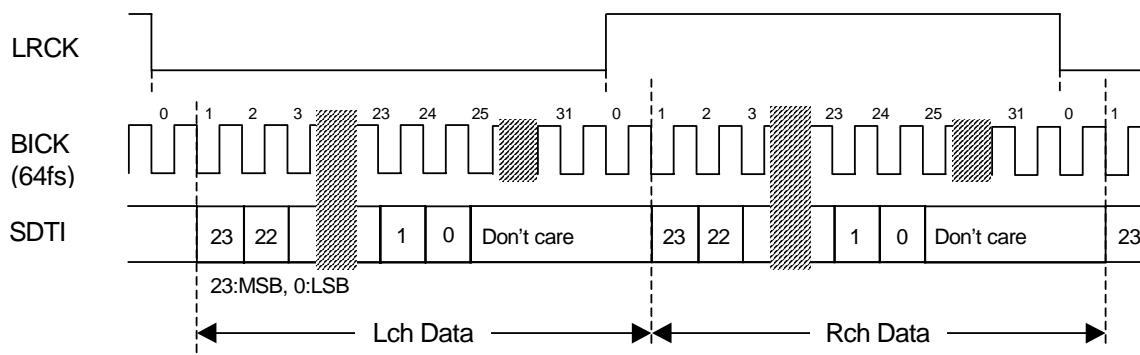 LRCK
0 1 2 3 23 24 25 31 0 1 2 3 23 24 25 31 0 1
BICK
(64fs)
SDTI
23 22 1 0 Don't care 23 22 1 0 Don't care 23
23:MSB, 0:LSB
Lch Data Rch Data